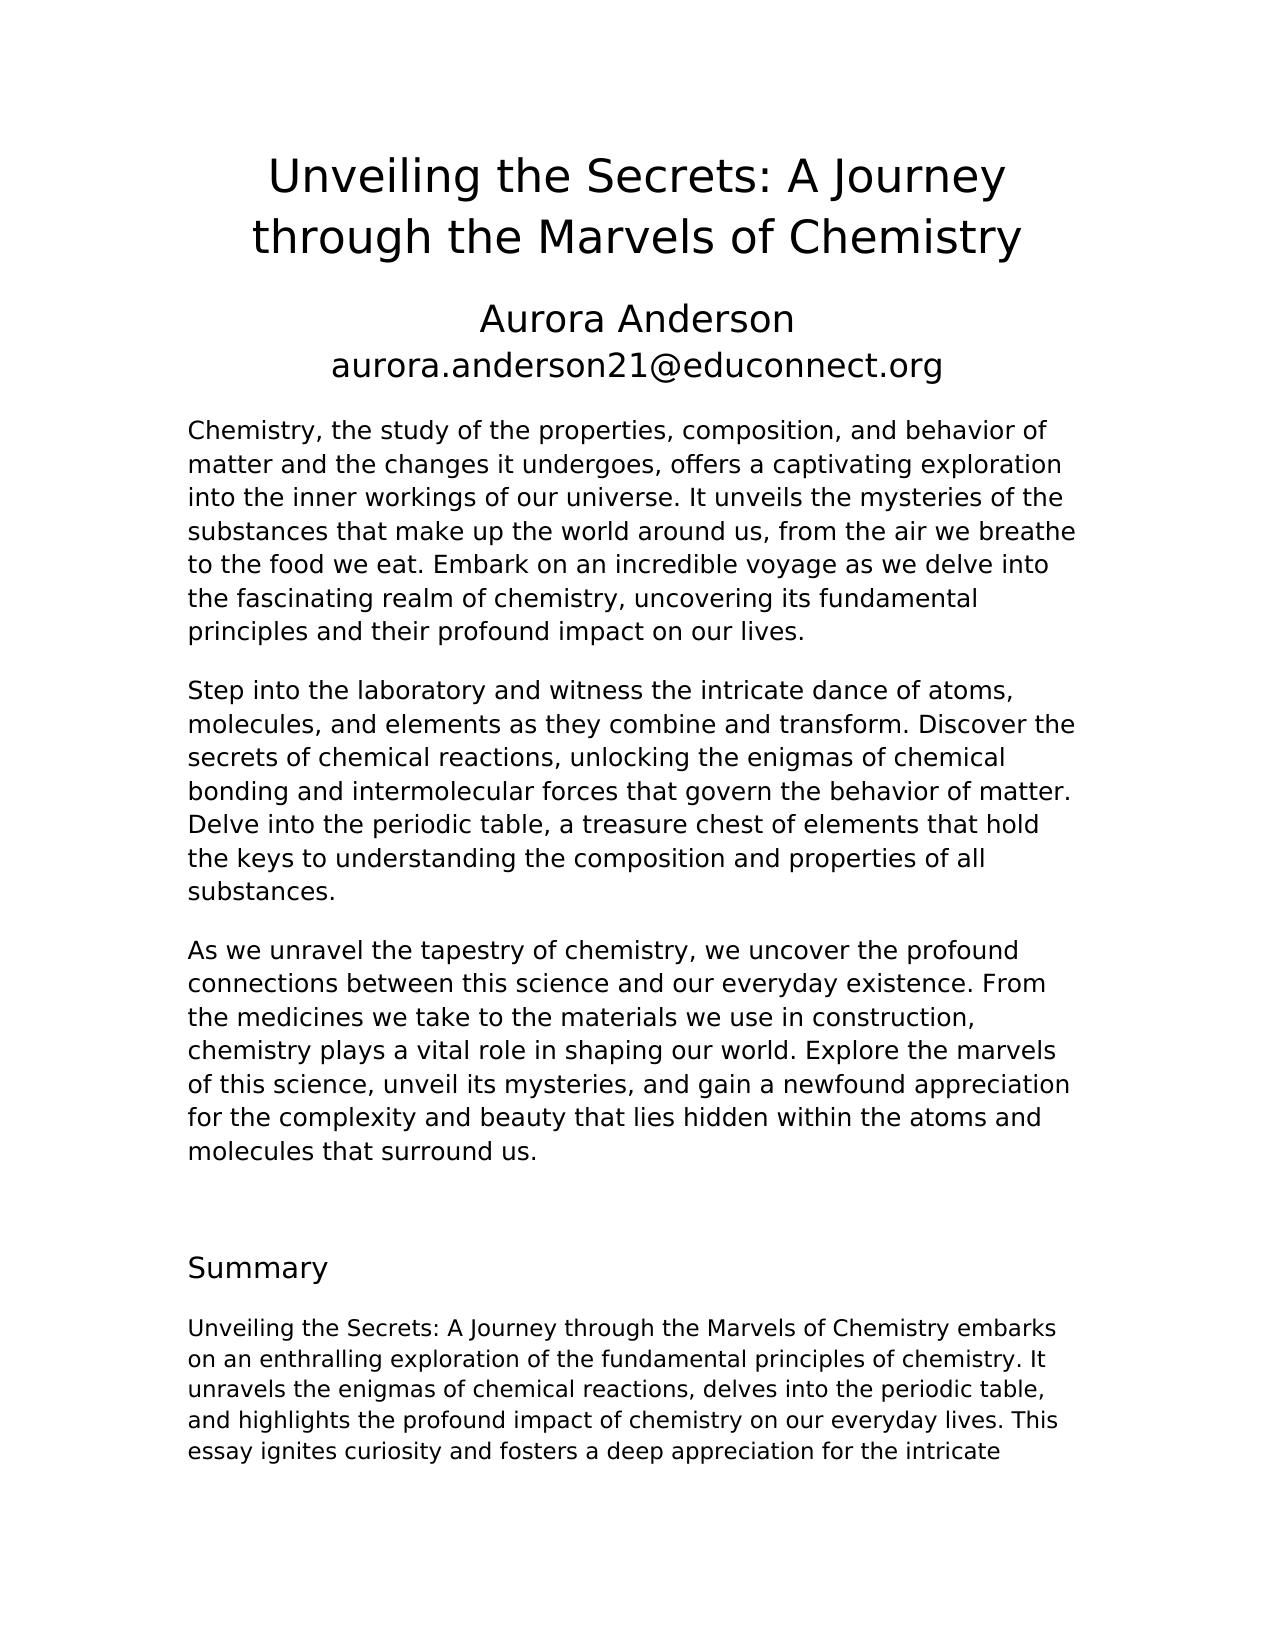 Unveiling the Secrets: A Journey
through the Marvels of Chemistry
Aurora Anderson
aurora.anderson21@educonnect.org
Chemistry, the study of the properties, composition, and behavior of
matter and the changes it undergoes, offers a captivating exploration
into the inner workings of our universe. It unveils the mysteries of the
substances that make up the world around us, from the air we breathe
to the food we eat. Embark on an incredible voyage as we delve into
the fascinating realm of chemistry, uncovering its fundamental
principles and their profound impact on our lives.
Step into the laboratory and witness the intricate dance of atoms,
molecules, and elements as they combine and transform. Discover the
secrets of chemical reactions, unlocking the enigmas of chemical
bonding and intermolecular forces that govern the behavior of matter.
Delve into the periodic table, a treasure chest of elements that hold
the keys to understanding the composition and properties of all
substances.
As we unravel the tapestry of chemistry, we uncover the profound
connections between this science and our everyday existence. From
the medicines we take to the materials we use in construction,
chemistry plays a vital role in shaping our world. Explore the marvels
of this science, unveil its mysteries, and gain a newfound appreciation
for the complexity and beauty that lies hidden within the atoms and
molecules that surround us.
Summary
Unveiling the Secrets: A Journey through the Marvels of Chemistry embarks
on an enthralling exploration of the fundamental principles of chemistry. It
unravels the enigmas of chemical reactions, delves into the periodic table,
and highlights the profound impact of chemistry on our everyday lives. This
essay ignites curiosity and fosters a deep appreciation for the intricate